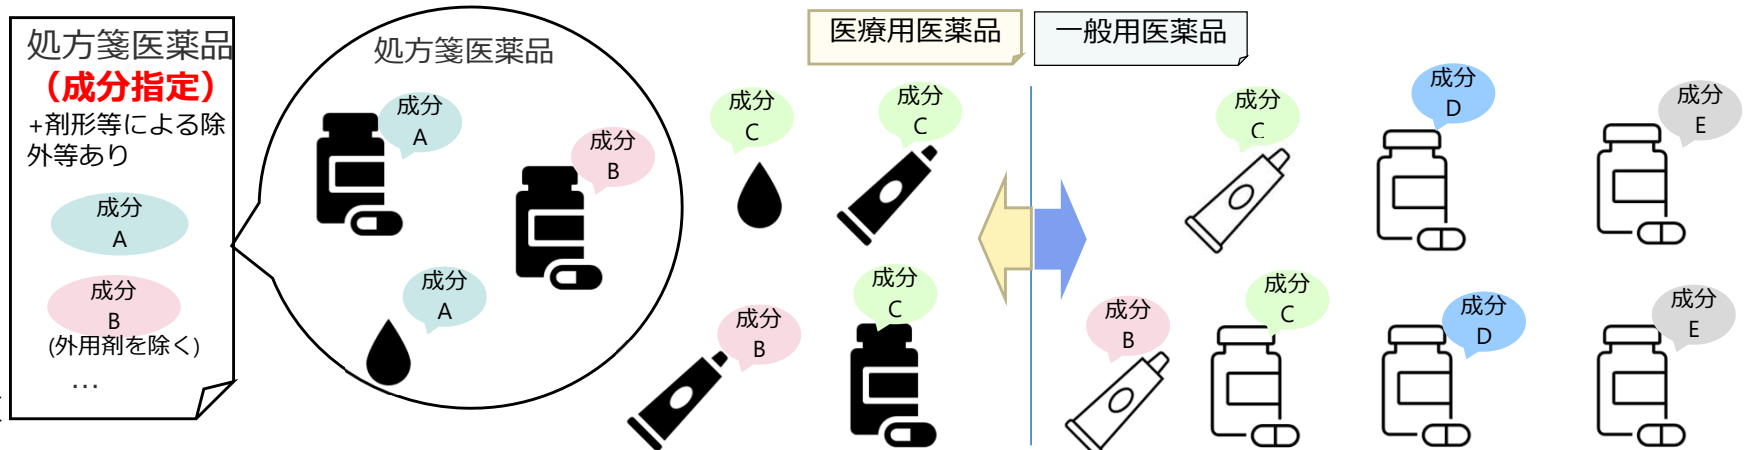 処方箋医薬品
（成分指定）
+剤形等による除
外等あり
成分
A
成分
B
(外用剤を除く)
…
処方箋医薬品
成分
A
成分
B
成分
A
医療用医薬品
一般用医薬品
成分
C
成分
C
成分
B
成分
C
成分
C
成分
D
成分
E
成分
B
成分
C
成分
D
成分
E